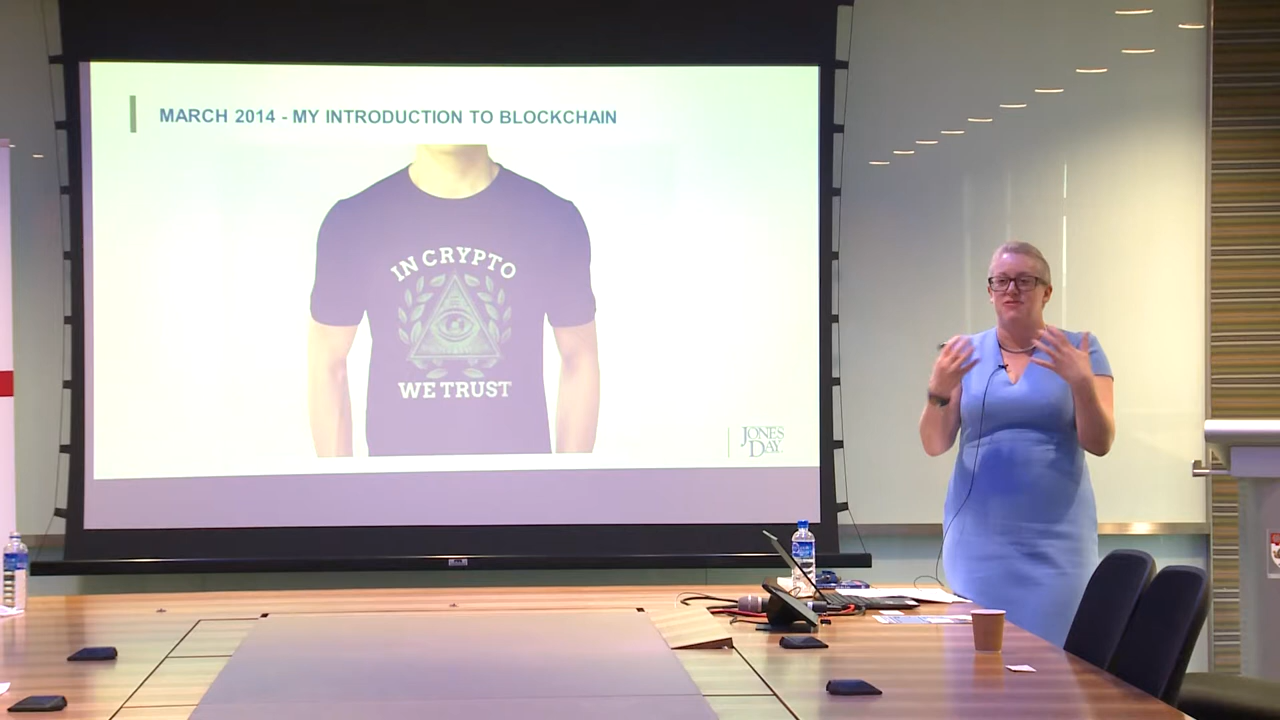 MARCH 2014 - MY INTRODUCTION TO BLOCKCHAIN
IN CRYPTO
WE TRUST
JONES
DAY